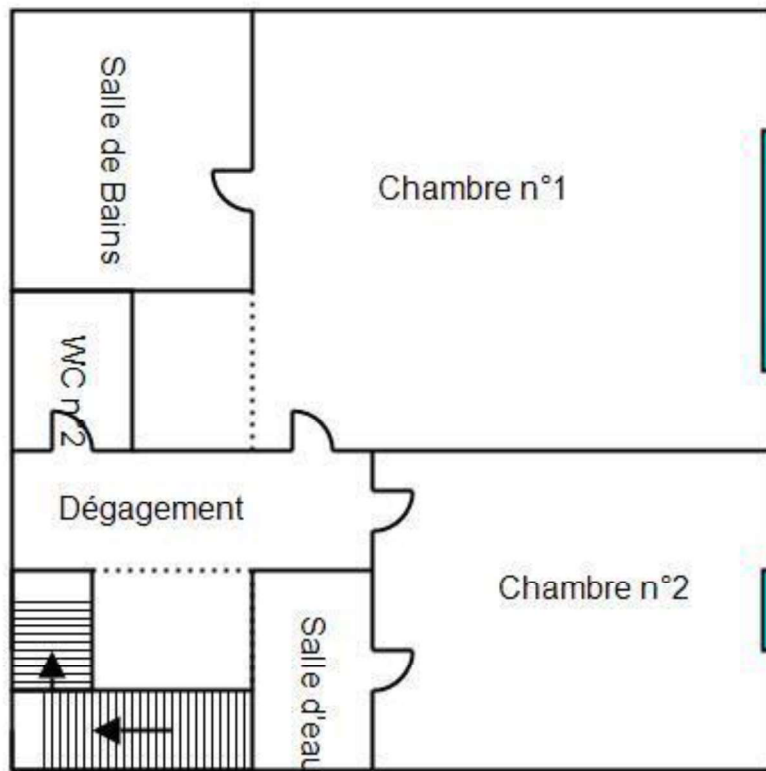 Salle de Bains
Chambre n°1
WC n°2
Dégagement
Chambre n°2
Salle d'eau